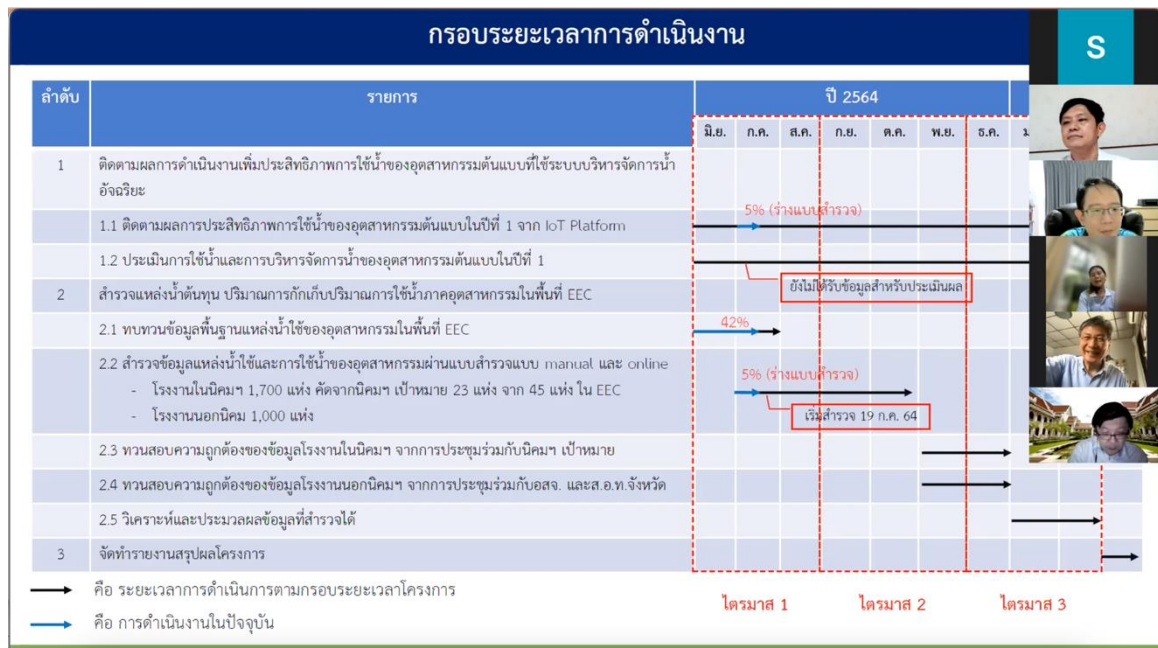 กรอบระยะเวลาการดำเนินงาน
S
ลำดับ รายการ ปี 2564
มิ.ย. ก.ค. ส.ค. ก.ย. ต.ค. พ.ย. ธ.ค.
1 ติดตามผลการดำเนินงานเพิ่มประสิทธิภาพการใช้น้ำของอุตสาหกรรมต้นแบบที่ใช้ระบบบริหารจัดการน้ำ
อัจฉริยะ
5% (ร่างแบบสำรวจ)
1.1 ติดตามผลการประสิทธิภาพการใช้น้ำของอุตสาหกรรมต้นแบบในปีที่ 1 จาก IoT Platform
1.2 ประเมินการใช้น้ำและการบริหารจัดการน้ำของอุตสาหกรรมต้นแบบในปีที่ 1
ยังไม่ได้รับข้อมูลสำหรับประเมินผล
2 สำรวจแหล่งน้ำต้นทุน ปริมาณการกักเก็บปริมาณการใช้น้ำภาคอุตสาหกรรมในพื้นที่ EEC
42%
2.1 ทบทวนข้อมูลพื้นฐานแหล่งน้ำใช้ของอุตสาหกรรมในพื้นที่ EEC
2.2 สำรวจข้อมูลแหล่งน้ำใช้และการใช้น้ำของอุตสาหกรรมผ่านแบบสำรวจแบบ manual และ online
5% (ร่างแบบสำรวจ)
- โรงงานในนิคมฯ 1,700 แห่ง คัดจากนิคมฯ เป้าหมาย 23 แห่ง จาก 45 แห่ง ใน EEC
- โรงงานนอกนิคม 1,000 แห่ง
เริ่มสำรวจ 19 ก.ค. 64
2.3 ทวนสอบความถูกต้องของข้อมูลโรงงานในนิคมฯ จากการประชุมร่วมกับนิคมฯ เป้าหมาย
2.4 ทวนสอบความถูกต้องของข้อมูลโรงงานนอกนิคมฯ จากการประชุมร่วมกับอสจ. และส.อ.ท.จังหวัด
2.5 วิเคราะห์และประมวลผลข้อมูลที่สำรวจได้
3 จัดทำรายงานสรุปผลโครงการ
คือ ระยะเวลาการดำเนินการตามกรอบระยะเวลาโครงการ
คือ การดำเนินงานในปัจจุบัน
ไตรมาส 1 ไตรมาส 2 ไตรมาส 3